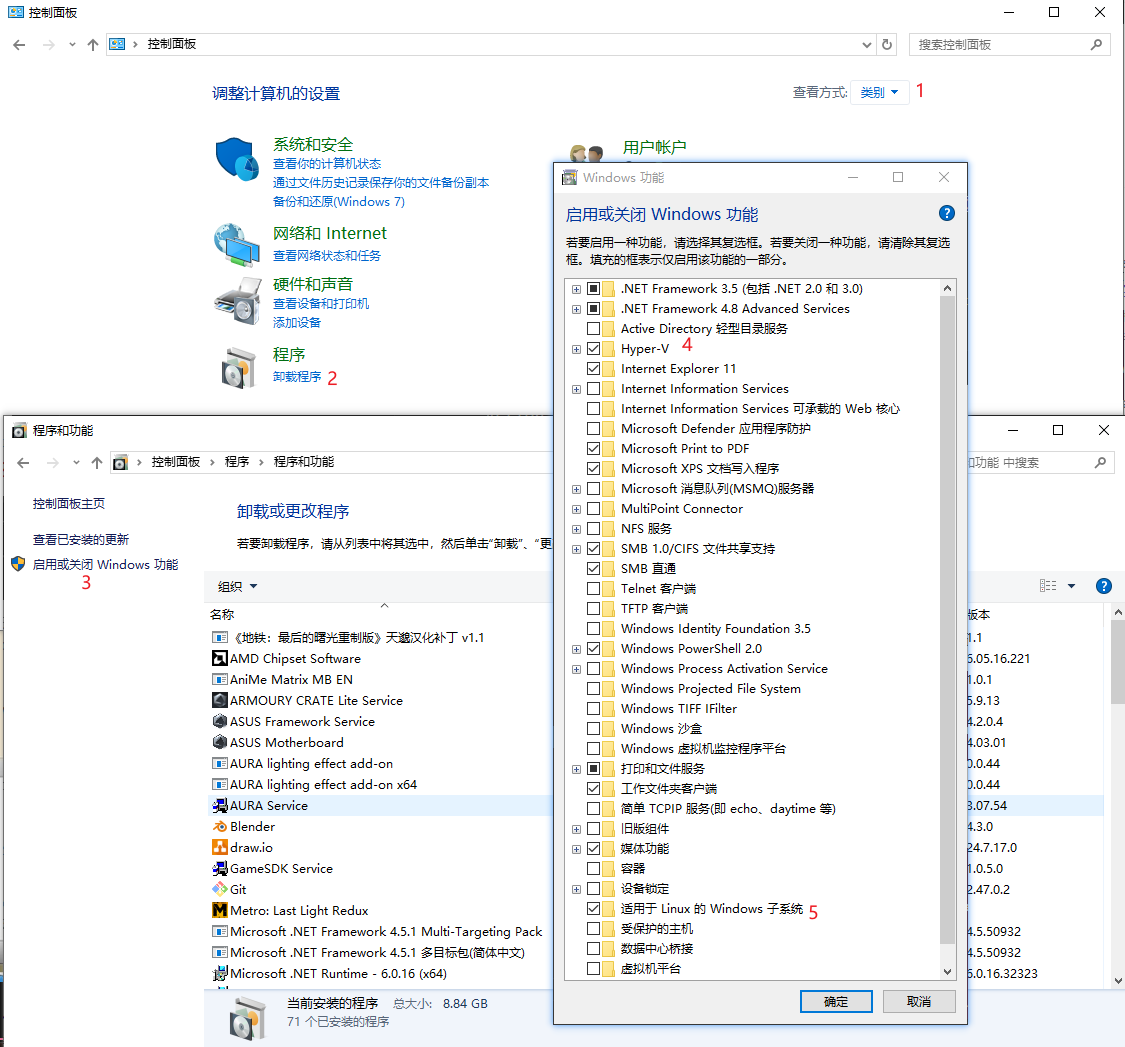 控制面板
控制面板
搜索控制面板
调整计算机的设置
查看方式: 类别 1
系统和安全
查看你的计算机状态
通过文件历史记录保存你的文件备份副本
备份和还原(Windows 7)
网络和 Internet
查看网络状态和任务
硬件和声音
查看设备和打印机
添加设备
程序
卸载程序 2
用户帐户
程序和功能
控制面板 程序 程序和功能
和功能 中搜索
控制面板主页
查看已安装的更新
启用或关闭 Windows 功能
3
卸载或更改程序
若要卸载程序，请从列表中将其选中，然后单击“卸载”、“更
组织
名称
版本
《地铁：最后的曙光重制版》天邈汉化补丁 v1.1
1.1
AMD Chipset Software
6.05.16.221
AniMe Matrix MB EN
1.0.1
ARMOURY CRATE Lite Service
5.9.13
ASUS Framework Service
4.2.0.4
ASUS Motherboard
4.03.01
AURA lighting effect add-on
0.0.44
AURA lighting effect add-on x64
0.0.44
AURA Service
3.07.54
Blender
4.3.0
draw.io
24.7.17.0
GameSDK Service
1.0.5.0
Git
2.47.0.2
Metro: Last Light Redux
Microsoft .NET Framework 4.5.1 Multi-Targeting Pack
4.5.50932
Microsoft .NET Framework 4.5.1 多目标包(简体中文)
4.5.50932
Microsoft .NET Runtime - 6.0.16 (x64)
6.0.16.32323
当前安装的程序 总大小: 8.84 GB
71 个已安装的程序
Windows 功能
启用或关闭 Windows 功能
若要启用一种功能，请选择其复选框。若要关闭一种功能，请清除其复选
框。填充的框表示仅启用该功能的一部分。
.NET Framework 3.5 (包括 .NET 2.0 和 3.0)
.NET Framework 4.8 Advanced Services
Active Directory 轻型目录服务
Hyper-V 4
Internet Explorer 11
Internet Information Services
Internet Information Services 可承载的 Web 核心
Microsoft Defender 应用程序防护
Microsoft Print to PDF
Microsoft XPS 文档写入程序
Microsoft 消息队列(MSMQ)服务器
MultiPoint Connector
NFS 服务
SMB 1.0/CIFS 文件共享支持
SMB 直通
Telnet 客户端
TFTP 客户端
Windows Identity Foundation 3.5
Windows PowerShell 2.0
Windows Process Activation Service
Windows Projected File System
Windows TIFF IFilter
Windows 沙盒
Windows 虚拟机监控程序平台
打印和文件服务
工作文件夹客户端
简单 TCPIP 服务(即 echo、daytime 等)
旧版组件
媒体功能
容器
设备锁定
适用于 Linux 的 Windows 子系统 5
受保护的主机
数据中心桥接
虚拟机平台
确定
取消